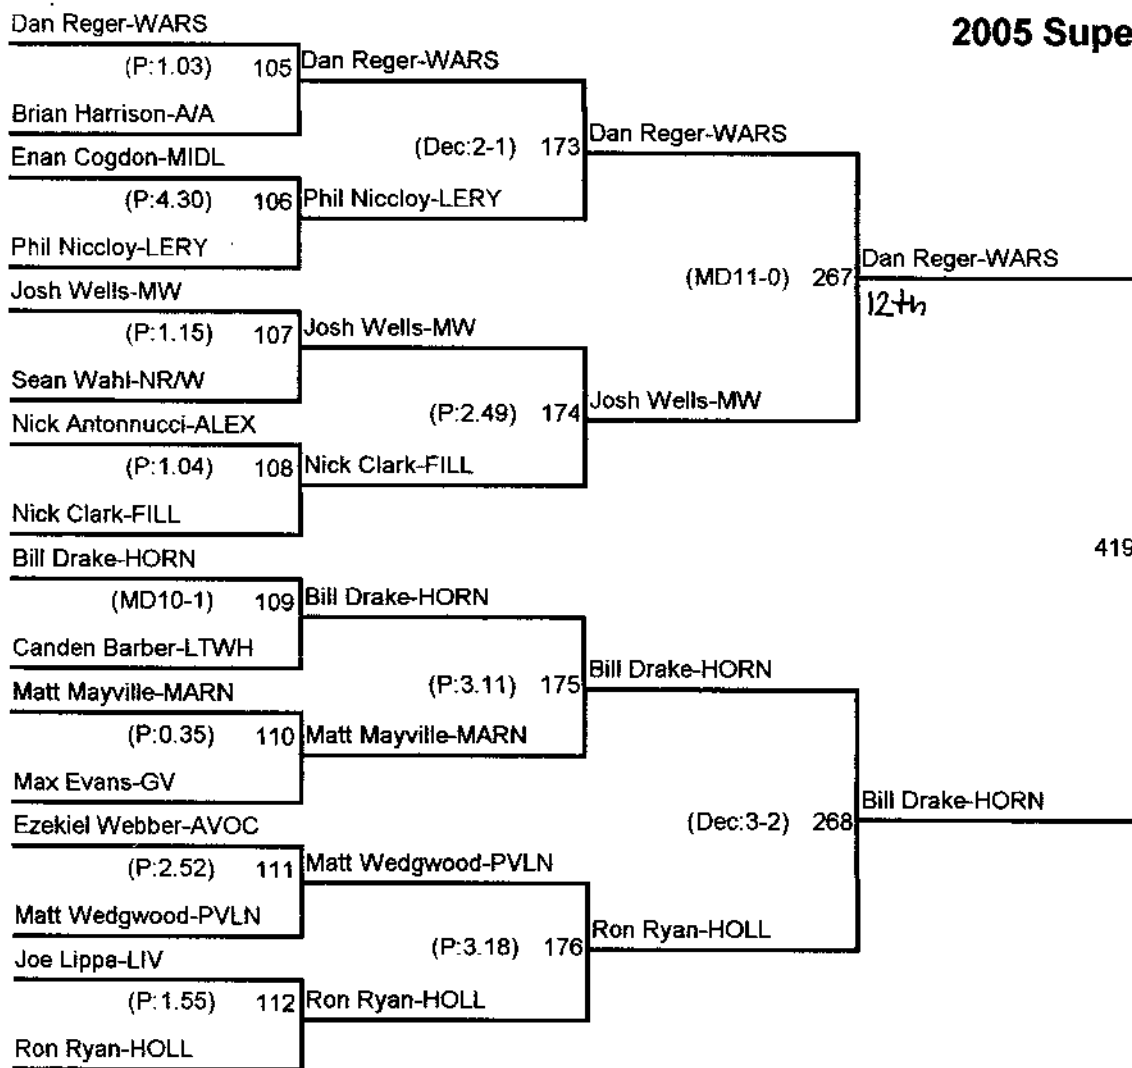 2005 Supe
Dan Reger-WARS
(P:1.03) 105 Dan Reger-WARS
Brian Harrison-A/A
(Dec:2-1) 173 Dan Reger-WARS
Enan Cogdon-MIDL
(P:4.30) 106 Phil Niccloy-LERY
Phil Niccloy-LERY
(MD11-0) 267 Dan Reger-WARS
12th
Josh Wells-MW
(P:1.15) 107 Josh Wells-MW
Sean Wahl-NR/W
(P:2.49) 174 Josh Wells-MW
Nick Antonnucci-ALEX
(P:1.04) 108 Nick Clark-FILL
Nick Clark-FILL
419
Bill Drake-HORN
(MD10-1) 109 Bill Drake-HORN
Canden Barber-LTWH
(P:3.11) 175 Bill Drake-HORN
Matt Mayville-MARN
(P:0.35) 110 Matt Mayville-MARN
Max Evans-GV
(Dec:3-2) 268 Bill Drake-HORN
Ezekiel Webber-AVOC
(P:2.52) 111 Matt Wedgwood-PVLN
Matt Wedgwood-PVLN
(P:3.18) 176 Ron Ryan-HOLL
Joe Lippa-LIV
(P:1.55) 112 Ron Ryan-HOLL
Ron Ryan-HOLL